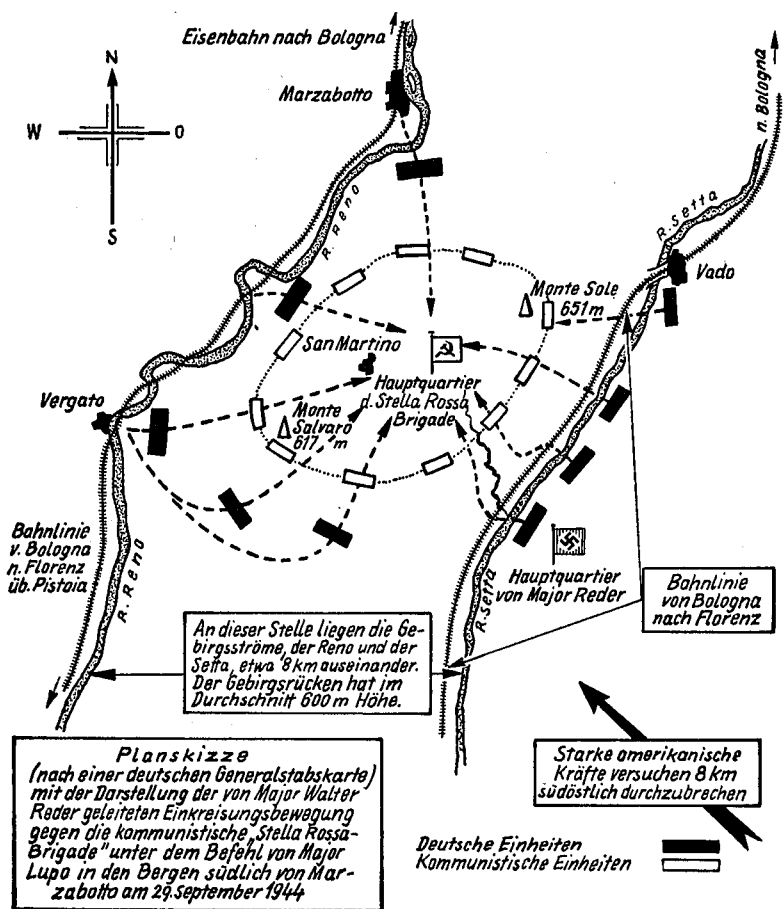 Eisenbahn nach Bologna
Marzabotto
N
W
O
S
n. Bologna
R. Reno
R. Setta
Vado
Monte Sole
651 m
San Martino
Hauptquartier
d. Stella Rossa
Brigade
Vergato
Monte
Salvaro
617 m
Bahnlinie
v. Bologna
n. Florenz
üb. Pistoia
R. Reno
R. Setta
Hauptquartier
von Major Reder
Bahnlinie
von Bologna
nach Florenz
An dieser Stelle liegen die Ge-
birgsströme, der Reno und der
Setta, etwa 8 km auseinander.
Der Gebirgsrücken hat im
Durchschnitt 600 m Höhe.
Planskizze
(nach einer deutschen Generalstabskarte)
mit der Darstellung der von Major Walter
Reder geleiteten Einkreisungsbewegung
gegen die kommunistische „Stella Rossa-
Brigade" unter dem Befehl von Major
Lupo in den Bergen südlich von Mar-
zabotto am 29. September 1944
Starke amerikanische
Kräfte versuchen 8 km
südöstlich durchzubrechen
Deutsche Einheiten
Kommunistische Einheiten